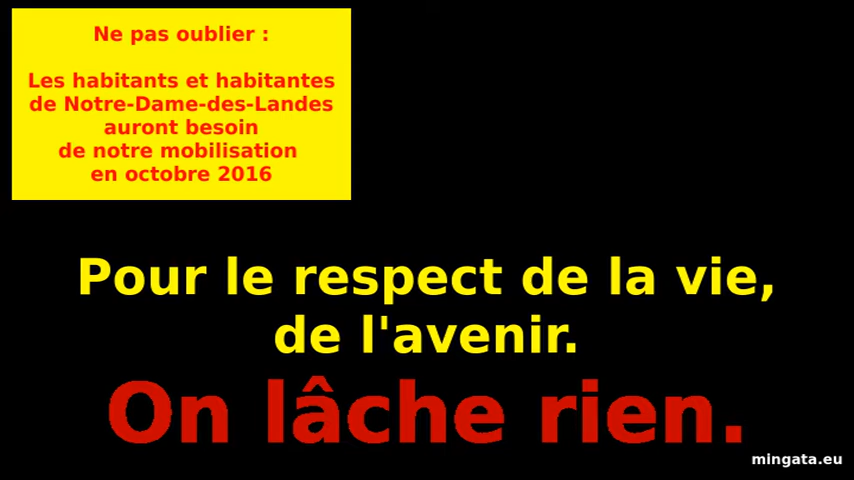 Ne pas oublier :
Les habitants et habitantes
de Notre-Dame-des-Landes
auront besoin
de notre mobilisation
en octobre 2016
Pour le respect de la vie,
de l'avenir.
On lâche rien.
mingata.eu